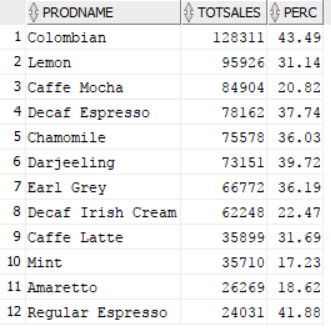 PRODNAME TOTSALES PERC
1 Colombian 128311 43.49
2 Lemon 95926 31.14
3 Caffe Mocha 84904 20.82
4 Decaf Espresso 78162 37.74
5 Chamomile 75578 36.03
6 Darjeeling 73151 39.72
7 Earl Grey 66772 36.19
8 Decaf Irish Cream 62248 22.47
9 Caffe Latte 35899 31.69
10 Mint 35710 17.23
11 Amaretto 26269 18.62
12 Regular Espresso 24031 41.88